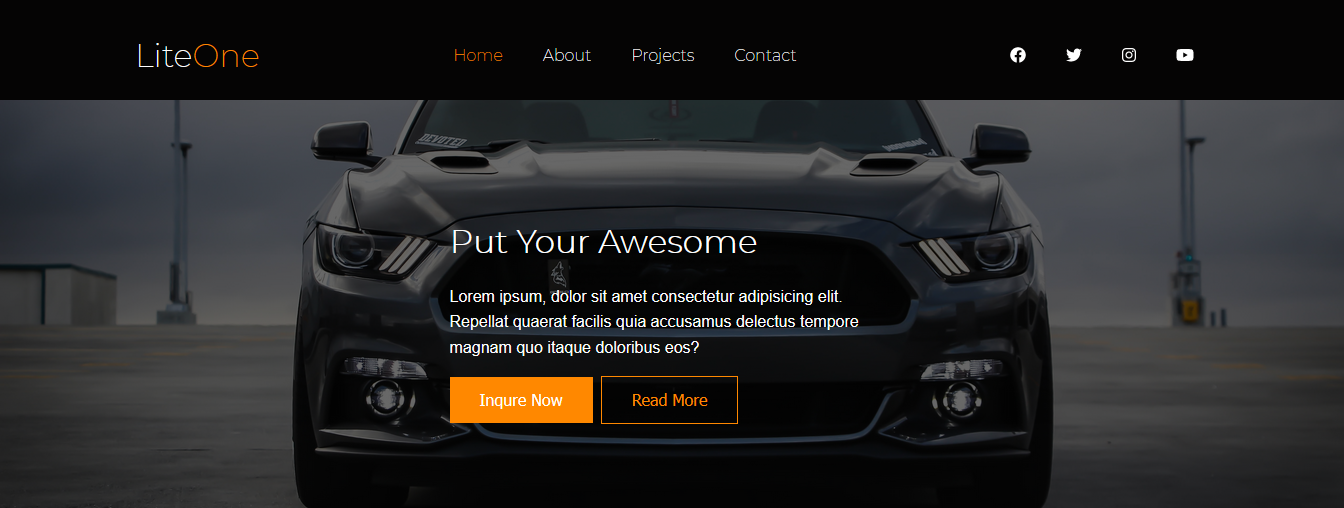 LiteOne
Home About Projects Contact
DEVOTED
Put Your Awesome
Lorem ipsum, dolor sit amet consectetur adipisicing elit.
Repellat quaerat facilis quia accusamus delectus tempore
magnam quo itaque doloribus eos?
Inqure Now Read More